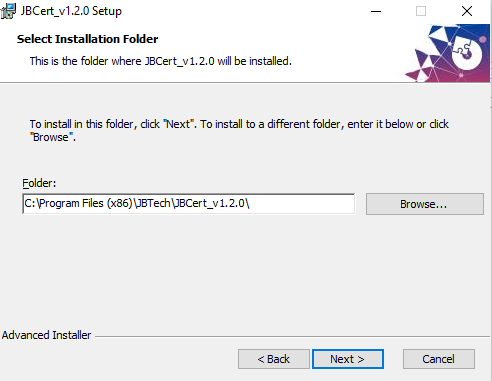 JBCert_v1.2.0 Setup
Select Installation Folder
This is the folder where JBCert_v1.2.0 will be installed.
To install in this folder, click "Next". To install to a different folder, enter it below or click
"Browse".
Folder:
C:\Program Files (x86)\JBTech\JBCert_v1.2.0\
Browse...
Advanced Installer
< Back
Next >
Cancel